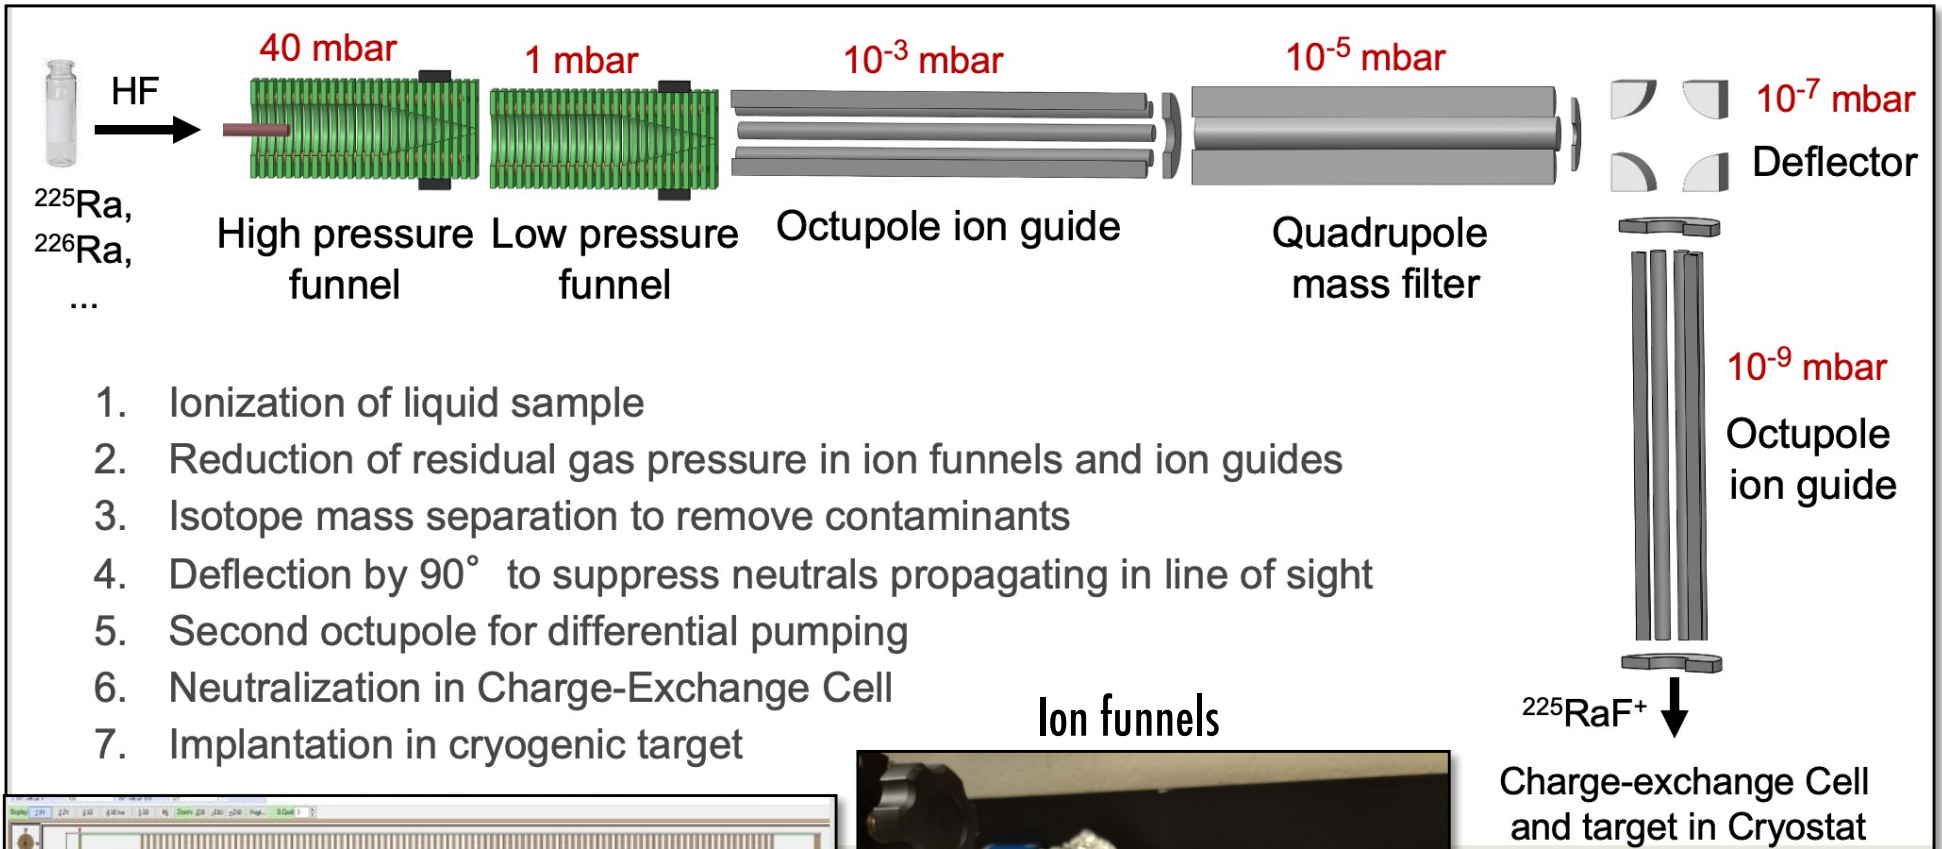 40 mbar
1 mbar
10⁻³ mbar
10⁻⁵ mbar
HF
10⁻⁷ mbar
Deflector
²²⁵Ra,
²²⁶Ra,
...
High pressure
funnel
Low pressure
funnel
Octupole ion guide
Quadrupole
mass filter
10⁻⁹ mbar
Octupole
ion guide
1. Ionization of liquid sample
2. Reduction of residual gas pressure in ion funnels and ion guides
3. Isotope mass separation to remove contaminants
4. Deflection by 90° to suppress neutrals propagating in line of sight
5. Second octupole for differential pumping
6. Neutralization in Charge-Exchange Cell
7. Implantation in cryogenic target
Ion funnels
²²⁵RaF⁺
Charge-exchange Cell
and target in Cryostat